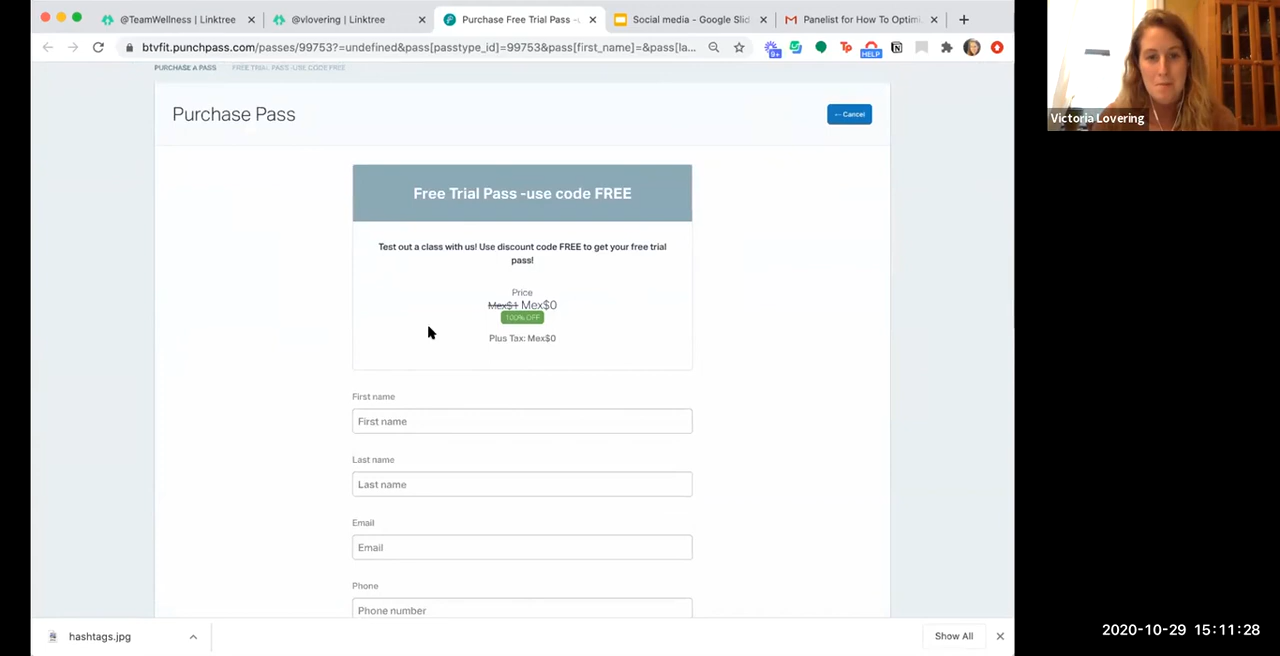 @TeamWellness | Linktree
@vlovering | Linktree
Purchase Free Trial Pass -
Social media - Google Slid
Panelist for How To Optimi
btvfit.punchpass.com/passes/99753?=undefined&pass[passtype_id]=99753&pass[first_name]=&pass[la...
9+
Tp
HELP
PURCHASE A PASS
FREE TRIAL PASS -USE CODE FREE
Purchase Pass
← Cancel
Free Trial Pass -use code FREE
Test out a class with us! Use discount code FREE to get your free trial
pass!
Price
Mex$1 Mex$0
100% OFF
Plus Tax: Mex$0
First name
First name
Last name
Last name
Email
Email
Phone
Phone number
hashtags.jpg
Show All
Victoria Lovering
2020-10-29 15:11:28